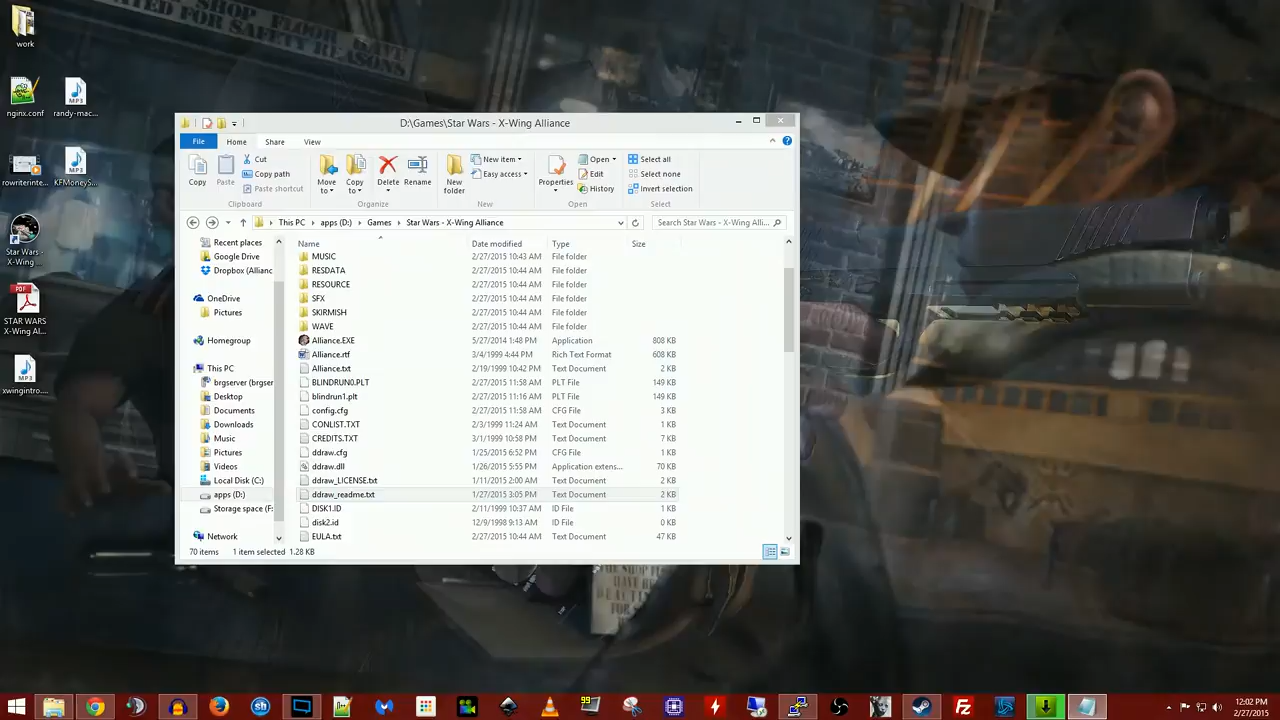 SHOP FLOOR HAVE
ATED FOR SAFETY REASONS
work
nginx.conf
randy-mac...
rowriterinte...
KFMoneyS...
Star Wars -
X-Wing ...
STAR WARS
X-Wing Al...
xwingintro....
D:\Games\Star Wars - X-Wing Alliance
File Home Share View
Copy
Paste
Cut
Copy path
Paste shortcut
Clipboard
Move to
Copy to
Delete
Rename
Organize
New folder
New item
Easy access
New
Properties
Open
Edit
History
Open
Select all
Select none
Invert selection
Select
This PC apps (D:) Games Star Wars - X-Wing Alliance
Search Star Wars - X-Wing Alli...
Recent places
Google Drive
Dropbox (Allianc
OneDrive
Pictures
Homegroup
This PC
brgserver (brgser
Desktop
Documents
Downloads
Music
Pictures
Videos
Local Disk (C:)
apps (D:)
Storage space (F:
Network
Name Date modified Type Size
MUSIC 2/27/2015 10:43 AM File folder
RESDATA 2/27/2015 10:44 AM File folder
RESOURCE 2/27/2015 10:44 AM File folder
SFX 2/27/2015 10:44 AM File folder
SKIRMISH 2/27/2015 10:44 AM File folder
WAVE 2/27/2015 10:44 AM File folder
Alliance.EXE 5/27/2014 1:48 PM Application 808 KB
Alliance.rtf 3/4/1999 4:44 PM Rich Text Format 608 KB
Alliance.txt 2/19/1999 10:42 PM Text Document 2 KB
BLINDRUN0.PLT 2/27/2015 11:58 AM PLT File 149 KB
blindrun1.plt 2/27/2015 11:16 AM PLT File 149 KB
config.cfg 2/27/2015 11:58 AM CFG File 3 KB
CONLIST.TXT 2/3/1999 11:24 AM Text Document 1 KB
CREDITS.TXT 3/1/1999 10:58 PM Text Document 7 KB
ddraw.cfg 1/25/2015 6:52 PM CFG File 1 KB
ddraw.dll 1/26/2015 5:55 PM Application extens... 70 KB
ddraw_LICENSE.txt 1/11/2015 2:00 AM Text Document 2 KB
ddraw_readme.txt 1/27/2015 3:05 PM Text Document 2 KB
DISK1.ID 2/11/1999 10:37 AM ID File 1 KB
disk2.id 12/9/1998 9:13 AM ID File 0 KB
EULA.txt 2/27/2015 10:44 AM Text Document 47 KB
70 items 1 item selected 1.28 KB
12:02 PM
2/27/2015